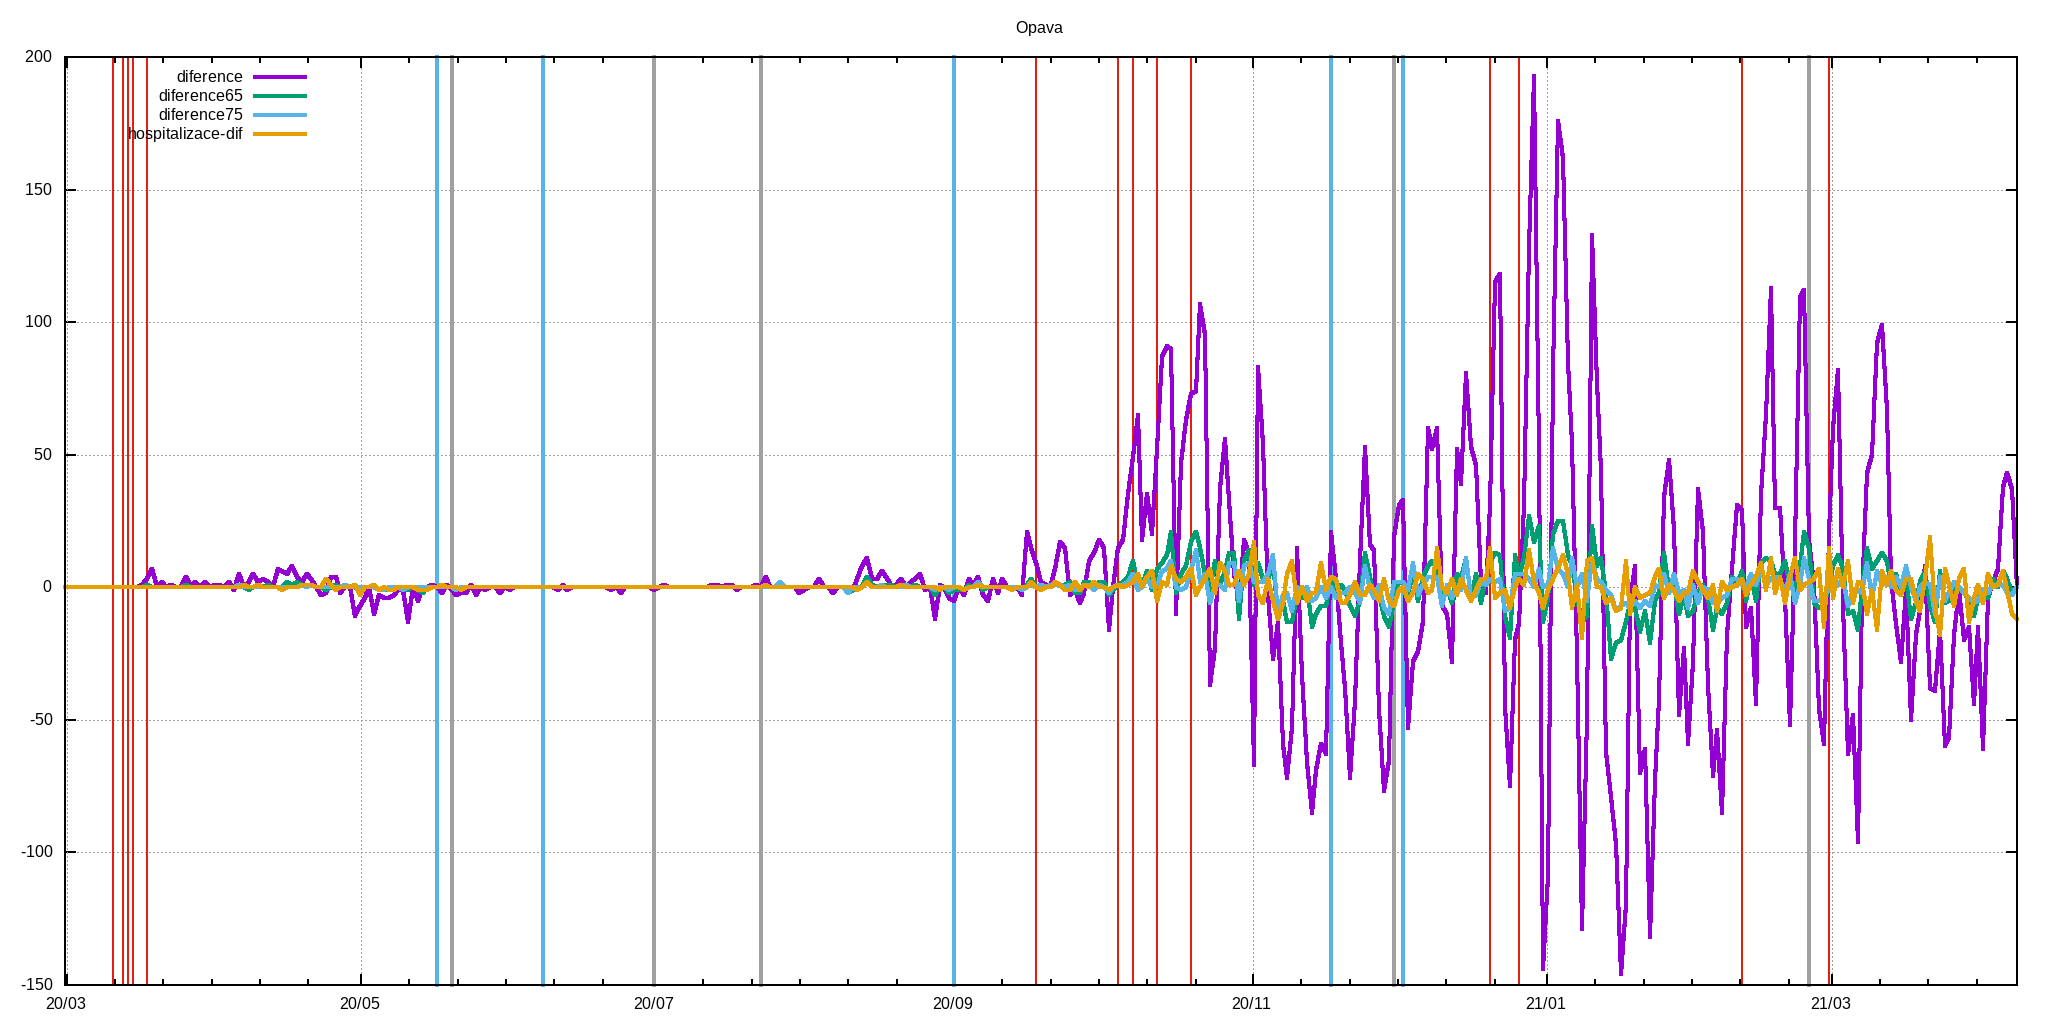 Opava
200
diference
diference65
diference75
hospitalizace-dif
150
100
50
0
-50
-100
-150
20/03 20/05 20/07 20/09 20/11 21/01 21/03